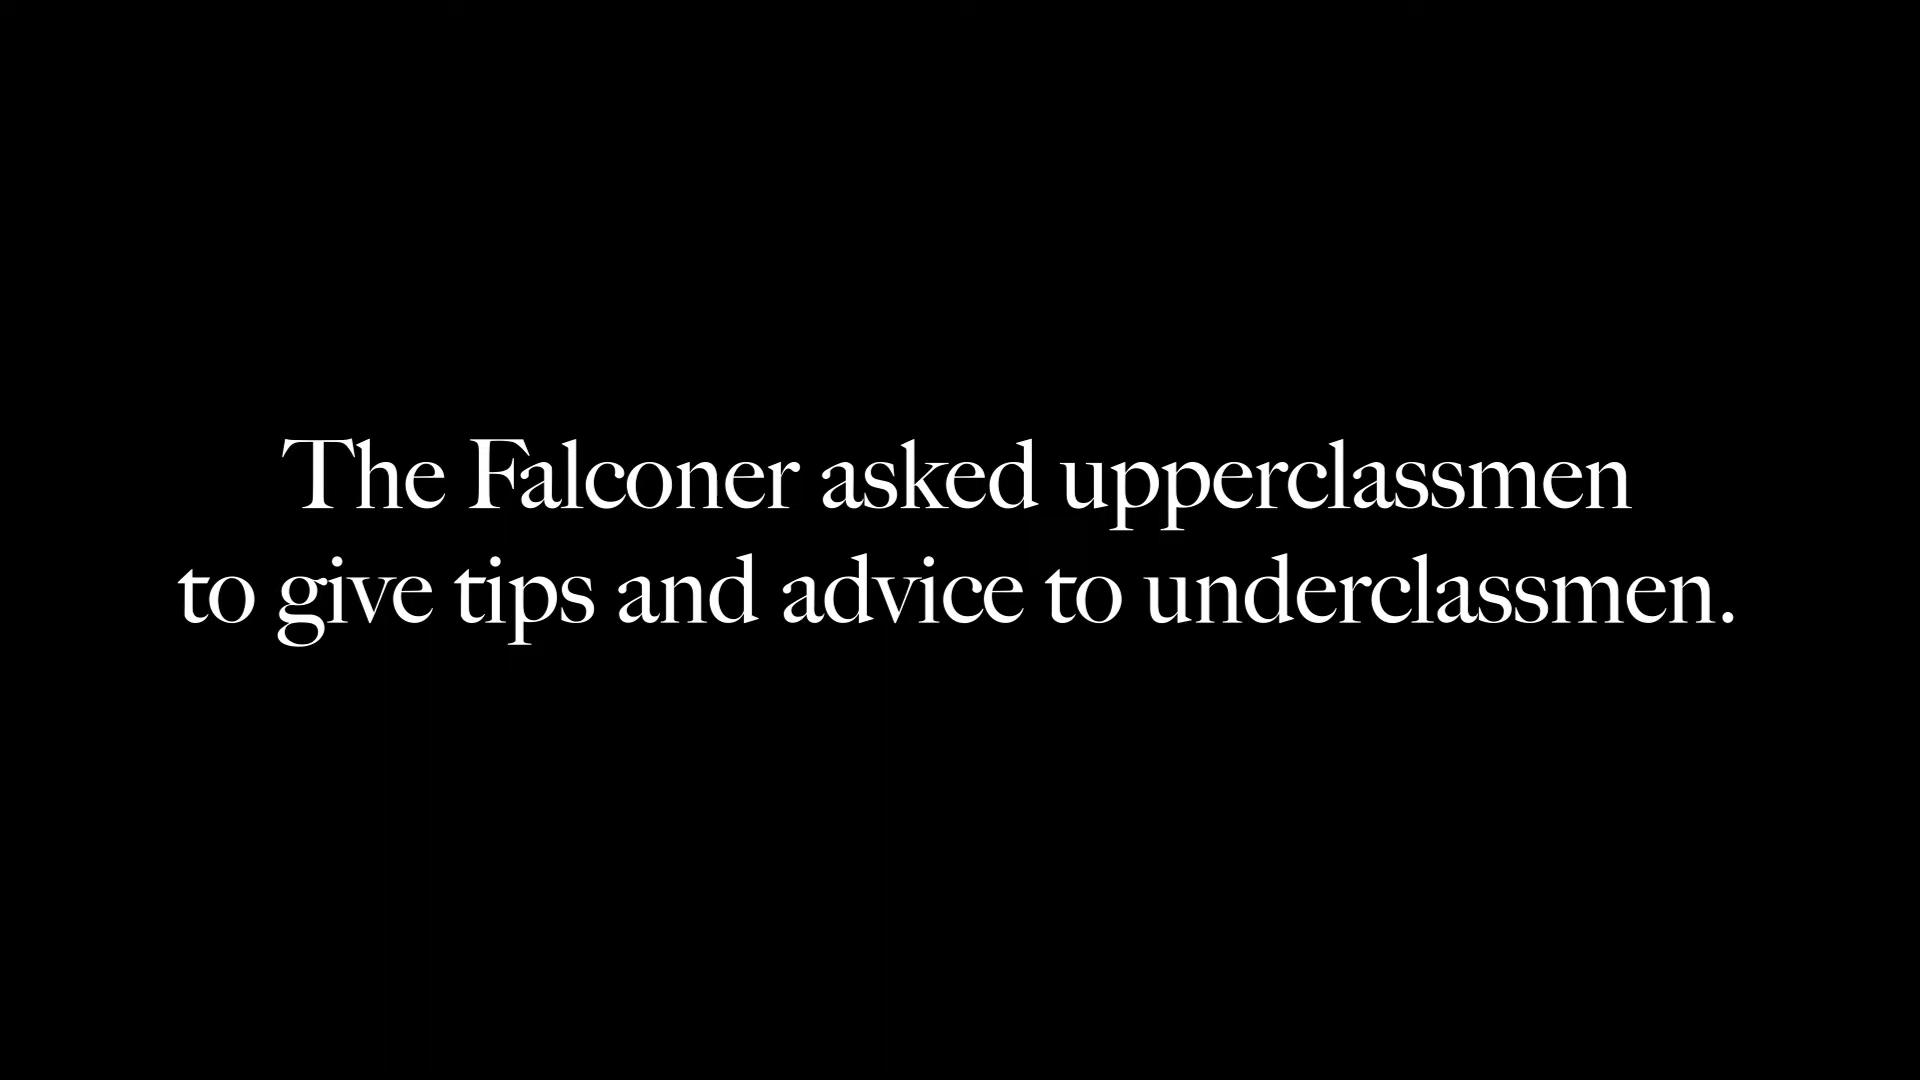 The Falconer asked upperclassmen
to give tips and advice to underclassmen.